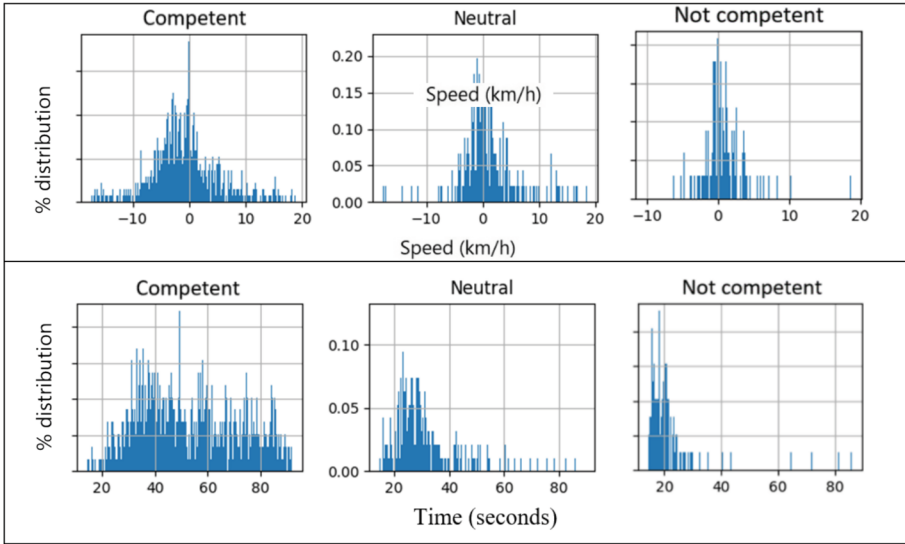 Competent
Neutral
Not competent
% distribution
0.20
0.15
0.10
0.05
0.00
Speed (km/h)
−10 0 10 20
−10 0 10 20
−10 0 10 20
Speed (km/h)
Competent
Neutral
Not competent
% distribution
0.10
0.05
0.00
20 40 60 80
20 40 60 80
20 40 60 80
Time (seconds)